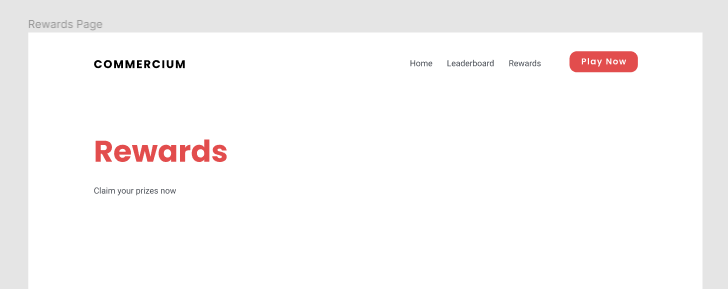 Rewards Page
COMMERCIUM
Home Leaderboard Rewards Play Now
Rewards
Claim your prizes now